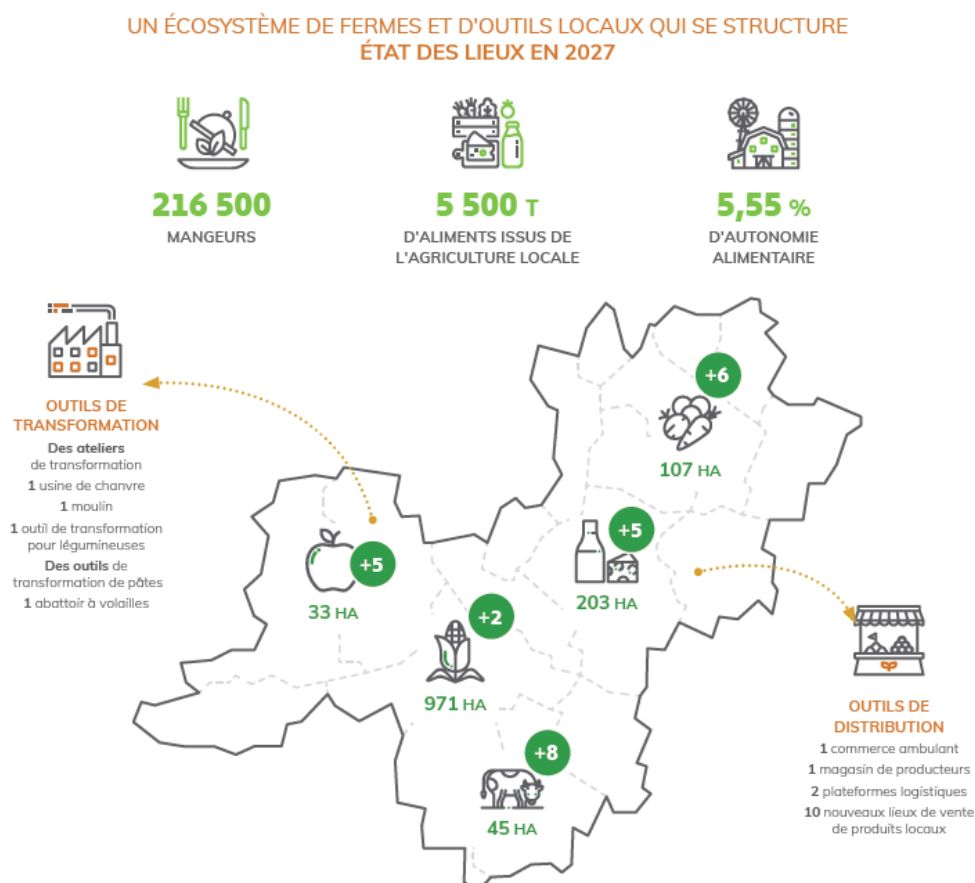 UN ÉCOSYSTÈME DE FERMES ET D'OUTILS LOCAUX QUI SE STRUCTURE
ÉTAT DES LIEUX EN 2027
216 500
MANGEURS
5 500 T
D'ALIMENTS ISSUS DE
L'AGRICULTURE LOCALE
5,55 %
D'AUTONOMIE
ALIMENTAIRE
OUTILS DE
TRANSFORMATION
Des ateliers
de transformation
1 usine de chanvre
1 moulin
1 outil de transformation
pour légumineuses
Des outils de
transformation de pâtes
1 abattoir à volailles
+6
107 HA
+5
203 HA
+5
33 HA
+2
971 HA
+8
45 HA
OUTILS DE
DISTRIBUTION
1 commerce ambulant
1 magasin de producteurs
2 plateformes logistiques
10 nouveaux lieux de vente
de produits locaux